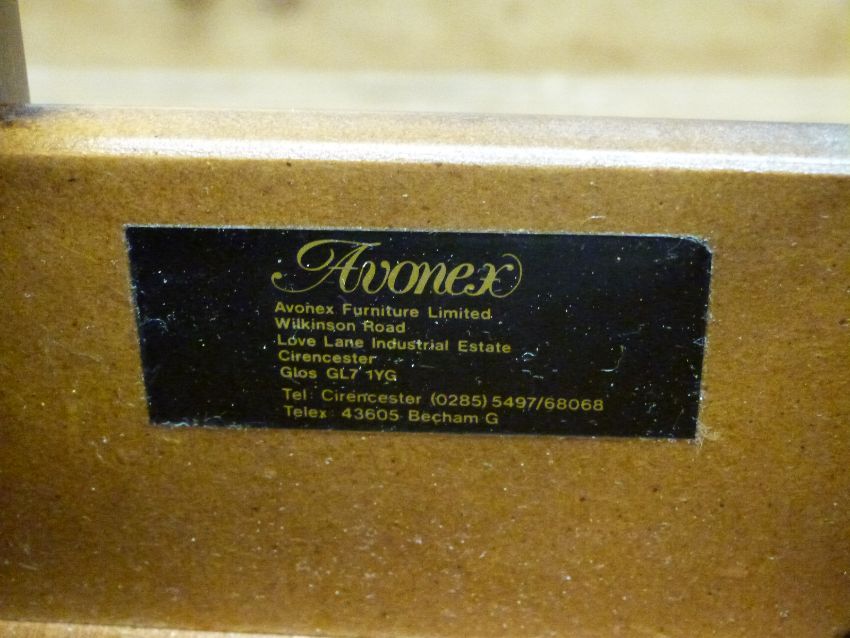 Avonex
Avonex Furniture Limited
Wilkinson Road
Love Lane Industrial Estate
Cirencester
Glos GL7 1YG
Tel: Cirencester (0285) 5497/68068
Telex: 43605 Becham G